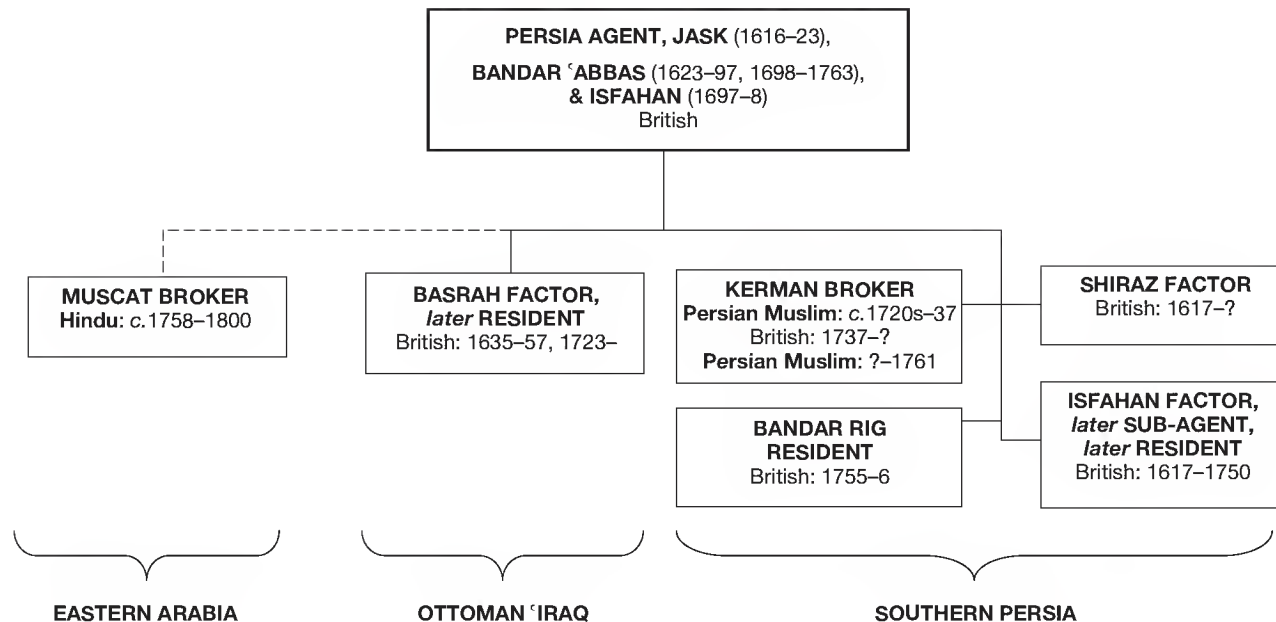 PERSIA AGENT, JASK (1616–23),
BANDAR ʿABBAS (1623–97, 1698–1763),
& ISFAHAN (1697–8)
British
MUSCAT BROKER
Hindu: c.1758–1800
BASRAH FACTOR,
later RESIDENT
British: 1635–57, 1723–
KERMAN BROKER
Persian Muslim: c.1720s–37
British: 1737–?
Persian Muslim: ?–1761
SHIRAZ FACTOR
British: 1617–?
BANDAR RIG
RESIDENT
British: 1755–6
ISFAHAN FACTOR,
later SUB-AGENT,
later RESIDENT
British: 1617–1750
EASTERN ARABIA
OTTOMAN ʿIRAQ
SOUTHERN PERSIA